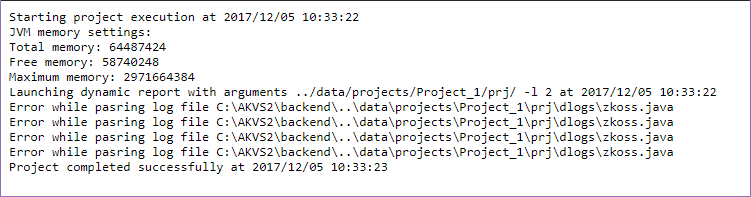 Starting project execution at 2017/12/05 10:33:22
JVM memory settings:
Total memory: 64487424
Free memory: 58740248
Maximum memory: 2971664384
Launching dynamic report with arguments ../data/projects/Project_1/prj/ -l 2 at 2017/12/05 10:33:22
Error while pasring log file C:\AKVS2\backend\..\data\projects\Project_1\prj\dlogs\zkoss.java
Error while pasring log file C:\AKVS2\backend\..\data\projects\Project_1\prj\dlogs\zkoss.java
Error while pasring log file C:\AKVS2\backend\..\data\projects\Project_1\prj\dlogs\zkoss.java
Error while pasring log file C:\AKVS2\backend\..\data\projects\Project_1\prj\dlogs\zkoss.java
Project completed successfully at 2017/12/05 10:33:23